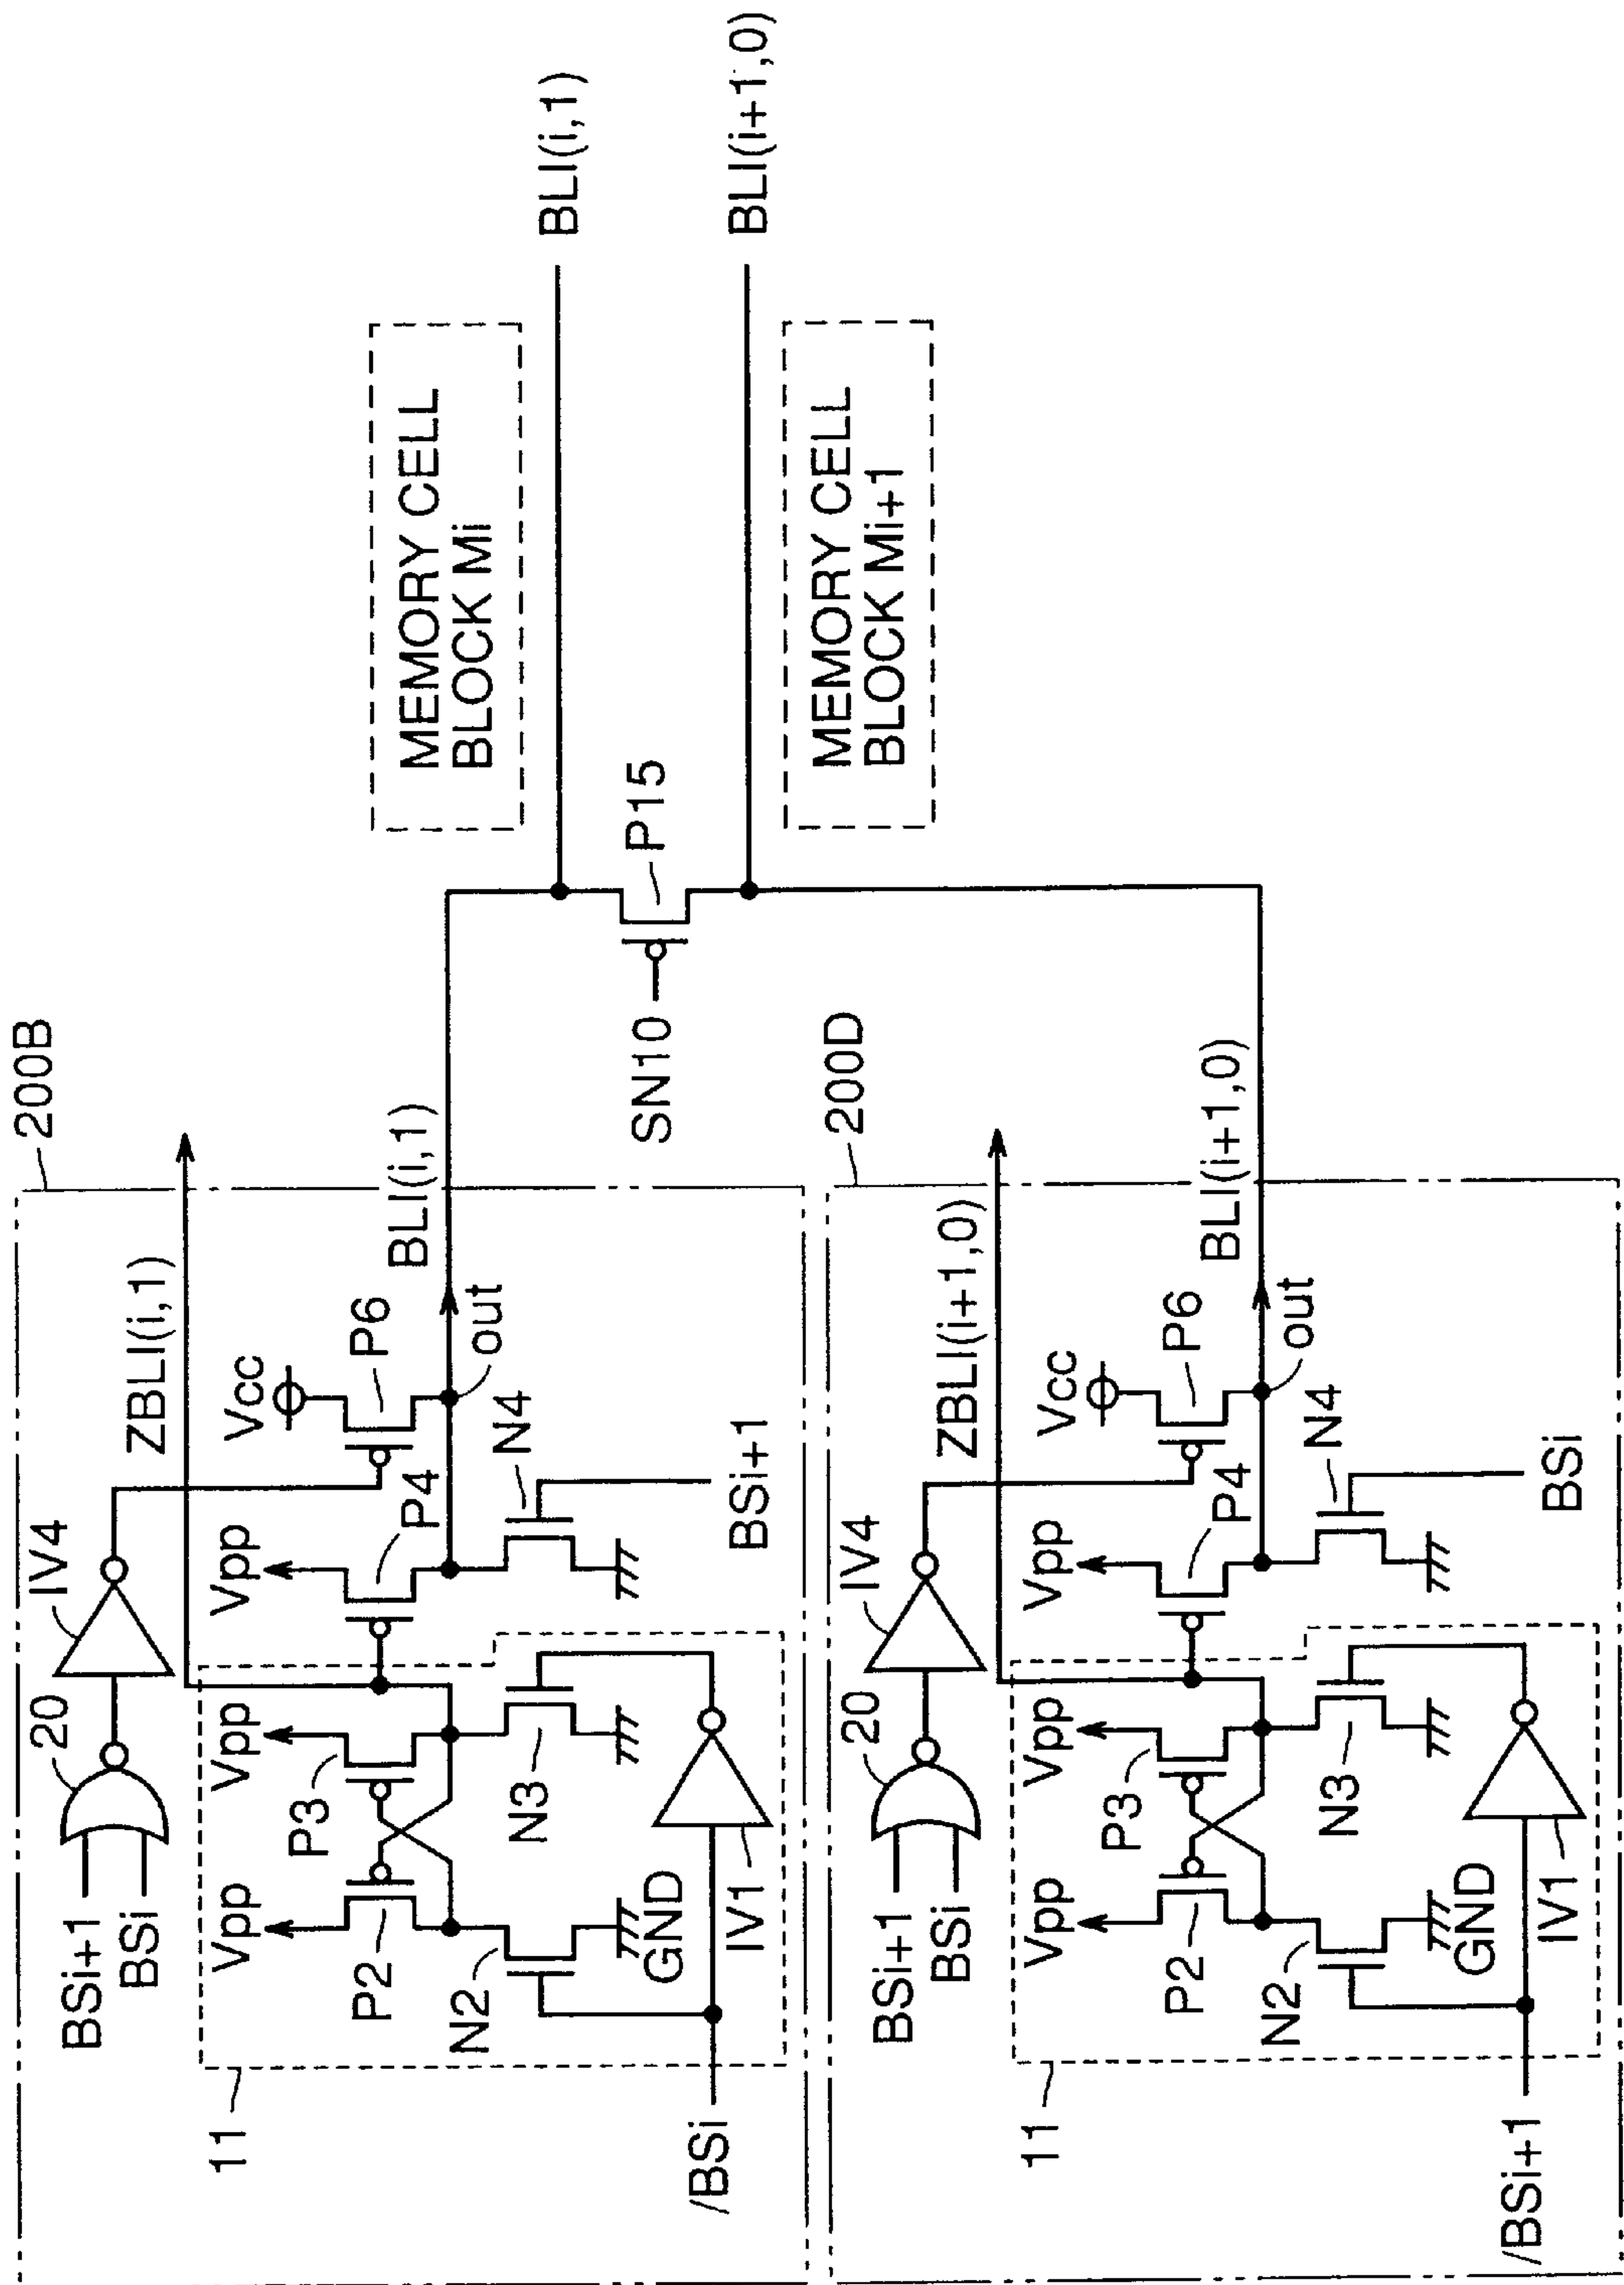 200B
BSi+1
BSi
20
IV4
ZBLI(i,1)
Vpp
Vpp
Vpp
Vcc
P2
P3
P4
P6
BLI(i,1)
out
N2
N3
N4
GND
IV1
BSi+1
11
/BSi
SN10
P15
MEMORY CELL
BLOCK Mi
BLI(i,1)
BLI(i+1,0)
MEMORY CELL
BLOCK Mi+1
200D
BSi+1
BSi
20
IV4
ZBLI(i+1,0)
Vpp
Vpp
Vpp
Vcc
P2
P3
P4
P6
BLI(i+1,0)
out
N2
N3
N4
GND
IV1
BSi
11
/BSi+1